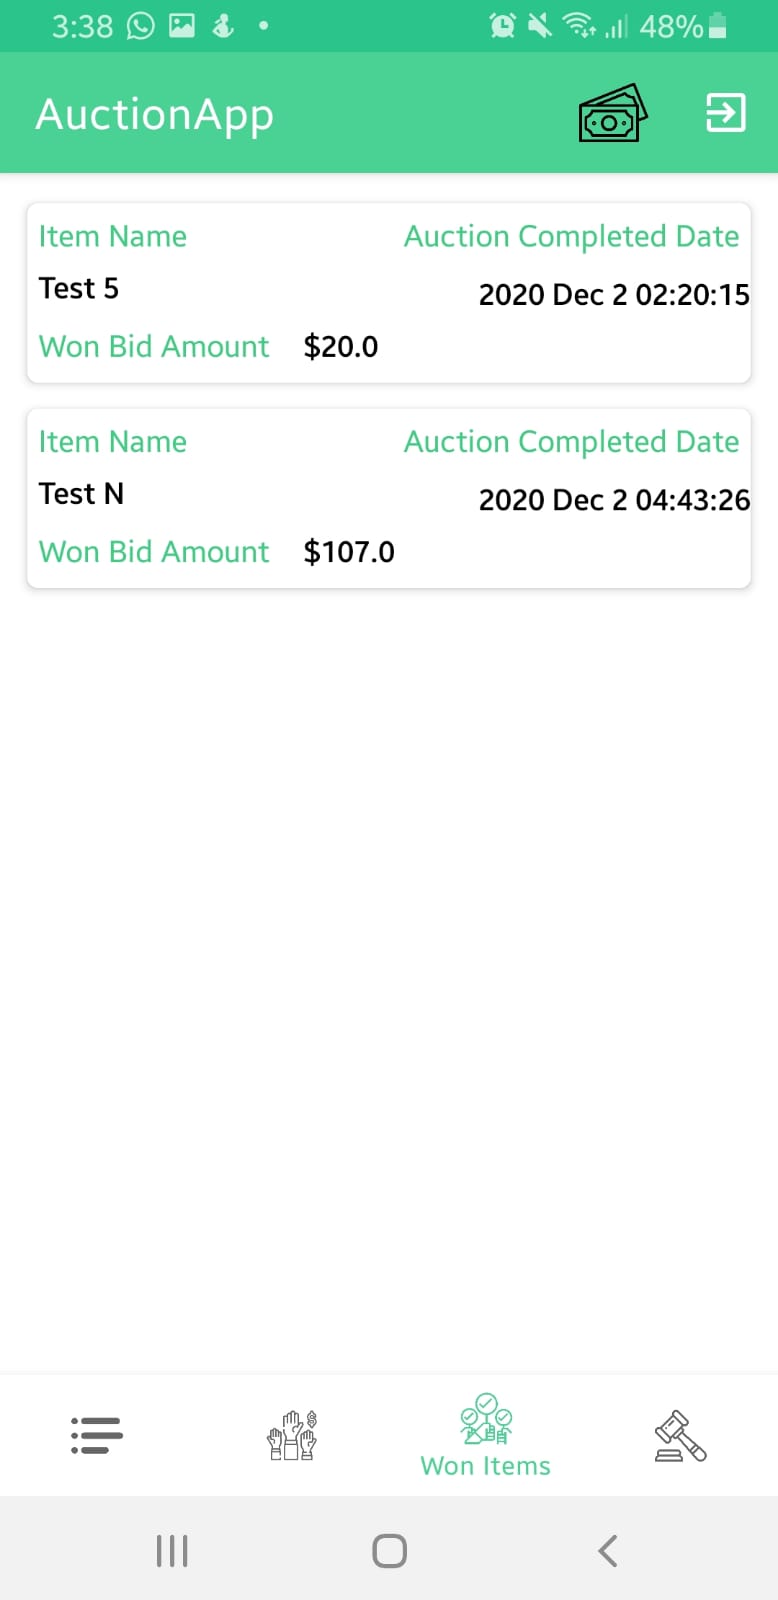 3:38 48%
AuctionApp
Item Name Auction Completed Date
Test 5 2020 Dec 2 02:20:15
Won Bid Amount $20.0
Item Name Auction Completed Date
Test N 2020 Dec 2 04:43:26
Won Bid Amount $107.0
Won Items